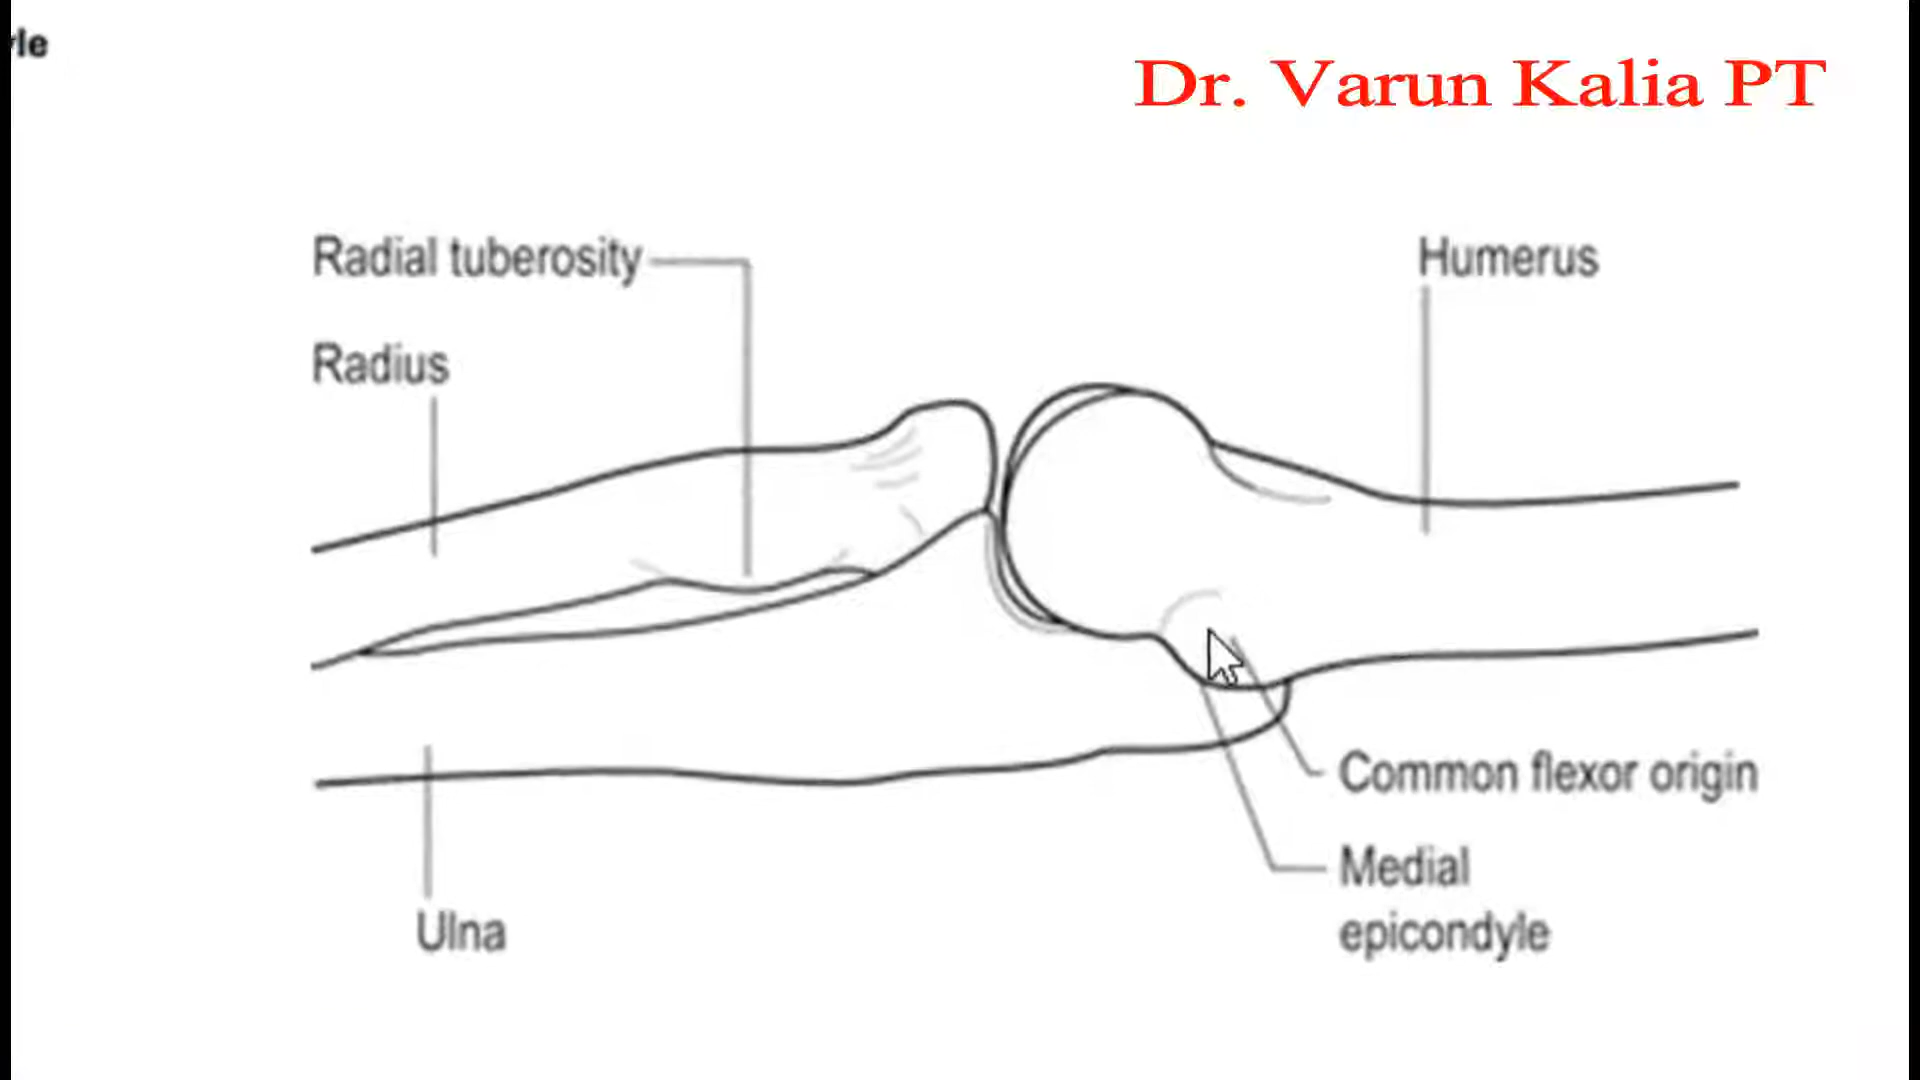 Dr. Varun Kalia PT
Radial tuberosity
Humerus
Radius
Common flexor origin
Medial
epicondyle
Ulna